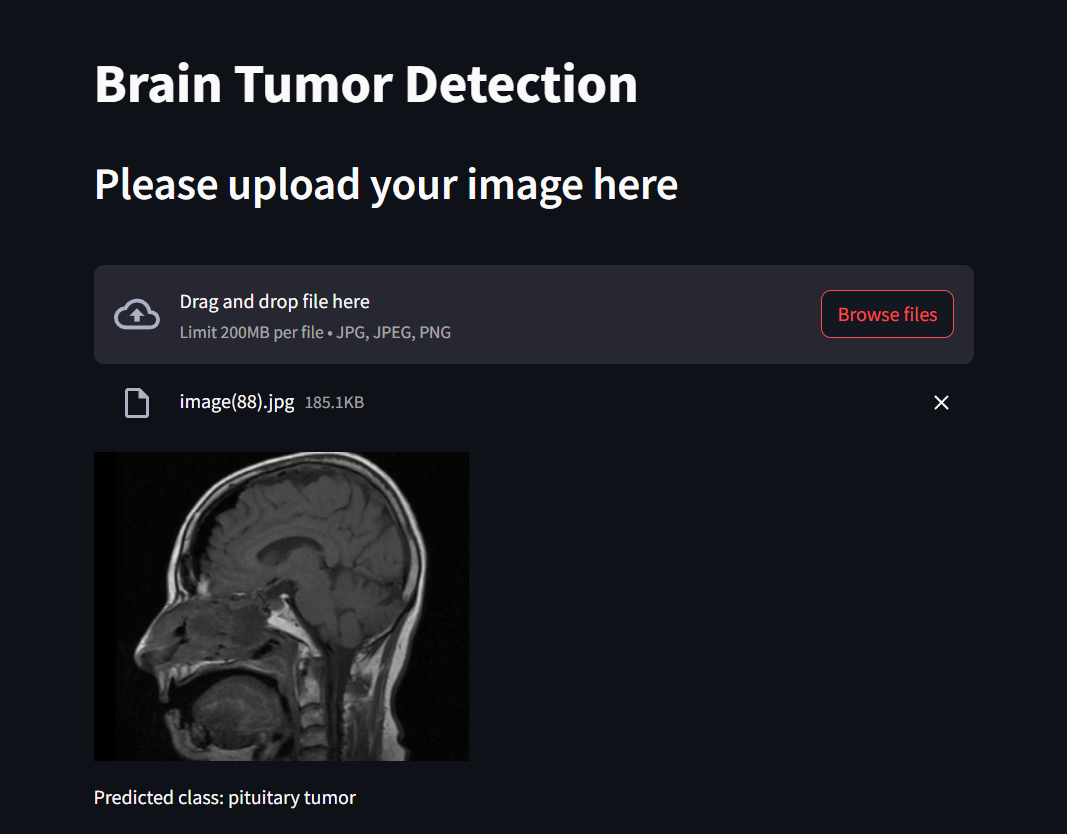 Brain Tumor Detection
Please upload your image here
Drag and drop file here
Limit 200MB per file • JPG, JPEG, PNG
Browse files
image(88).jpg 185.1KB
Predicted class: pituitary tumor